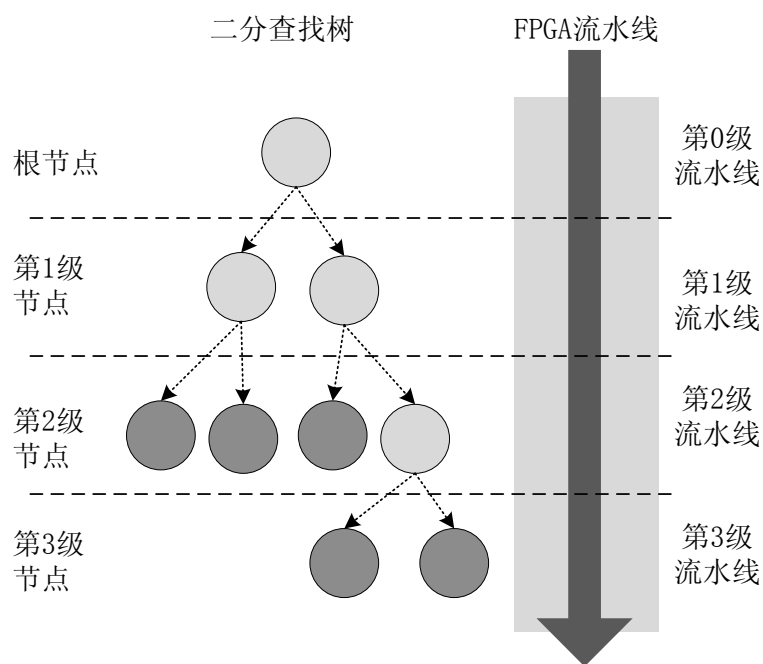 二分查找树
FPGA流水线
根节点
第0级
流水线
第1级
节点
第1级
流水线
第2级
节点
第2级
流水线
第3级
节点
第3级
流水线